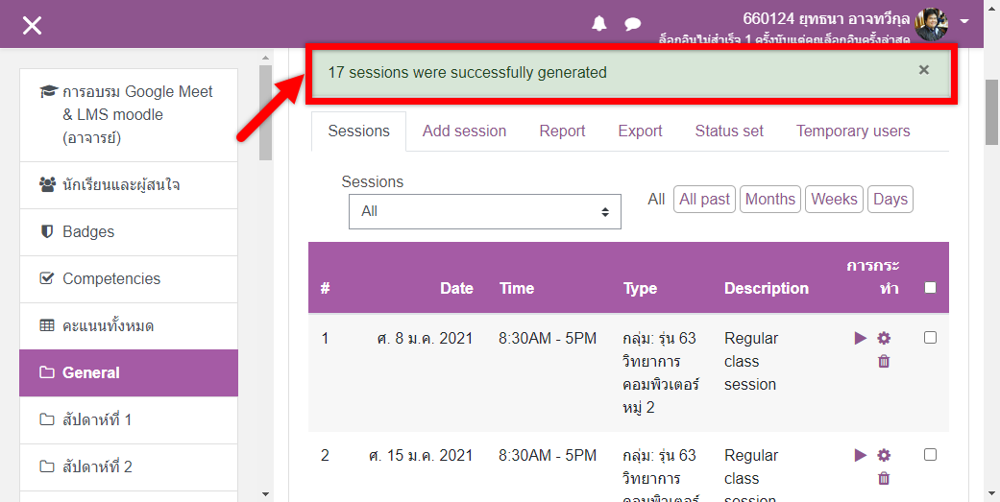 660124 ยุทธนา อาจทวีกุล
ล็อกอินไม่สำเร็จ 1 ครั้งนับแต่คุณล็อกอินครั้งล่าสุด
17 sessions were successfully generated
×
การอบรม Google Meet
& LMS moodle
(อาจารย์)
นักเรียนและผู้สนใจ
Badges
Competencies
คะแนนทั้งหมด
General
สัปดาห์ที่ 1
สัปดาห์ที่ 2
Sessions Add session Report Export Status set Temporary users
Sessions
All
All All past Months Weeks Days
# Date Time Type Description การกระ
ทำ
1 ศ. 8 ม.ค. 2021 8:30AM - 5PM กลุ่ม: รุ่น 63 Regular
วิทยาการ class
คอมพิวเตอร์ session
หมู่ 2
2 ศ. 15 ม.ค. 2021 8:30AM - 5PM กลุ่ม: รุ่น 63 Regular
วิทยาการ class
คอมพิวเตอร์ session